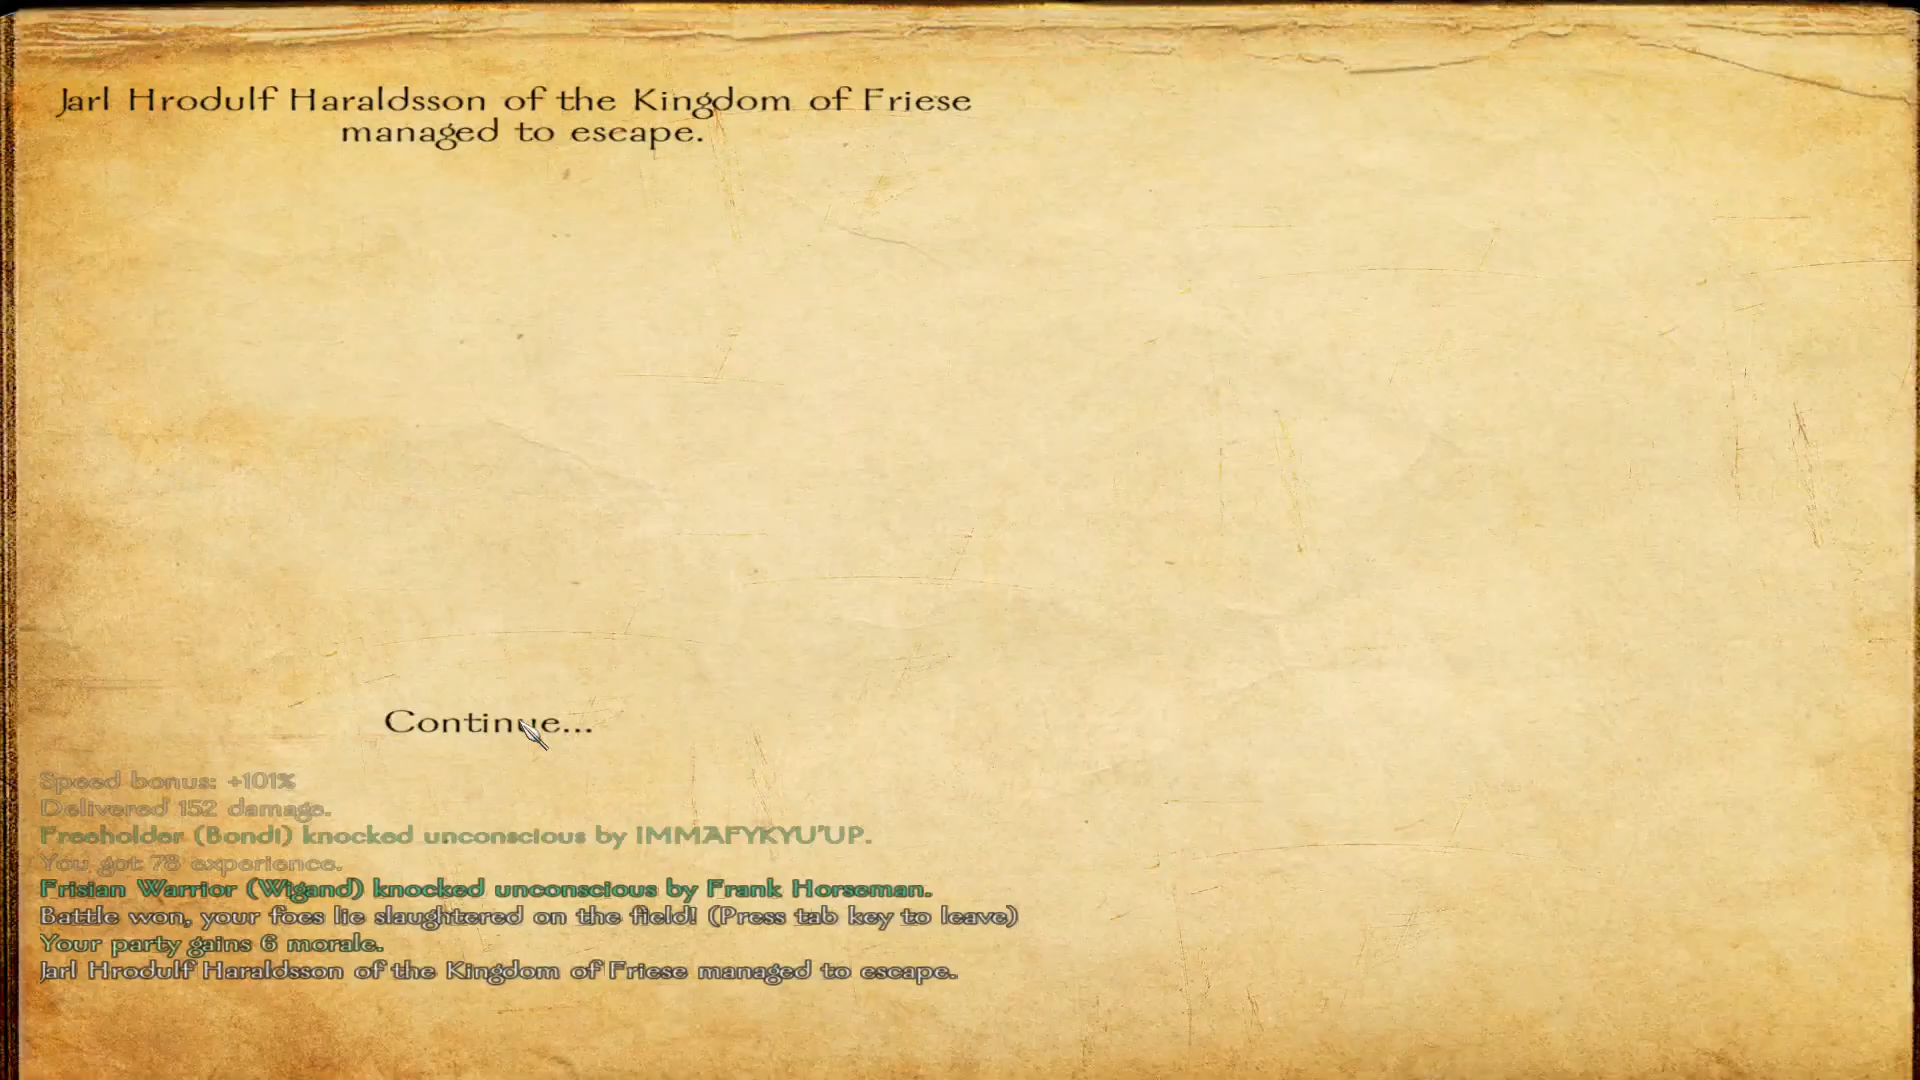 Jarl Hrodulf Haraldsson of the Kingdom of Friese
managed to escape.
Continue...
Speed bonus: +101%
Delivered 152 damage.
Freeholder (Bondi) knocked unconscious by IMMAFYKYU'UP.
You got 78 experience.
Frisian Warrior (Wigand) knocked unconscious by Frank Horseman.
Battle won, your foes lie slaughtered on the field! (Press tab key to leave)
Your party gains 6 morale.
Jarl Hrodulf Haraldsson of the Kingdom of Friese managed to escape.